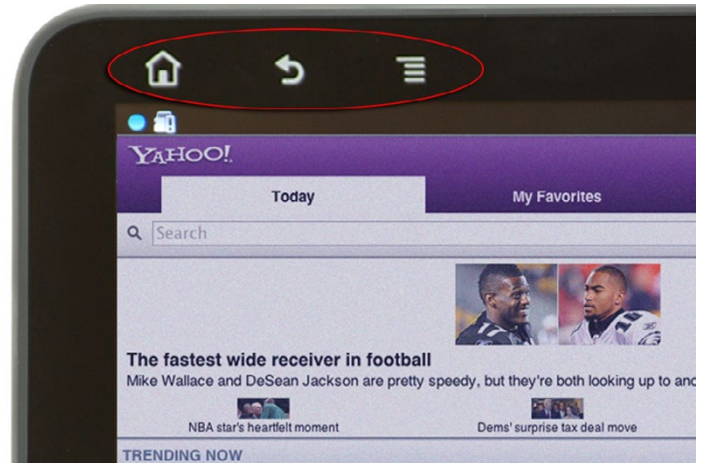 YAHOO!
Today
My Favorites
Search
The fastest wide receiver in football
Mike Wallace and DeSean Jackson are pretty speedy, but they're both looking up to
NBA star's heartfelt moment
Dems' surprise tax deal move
TRENDING NOW